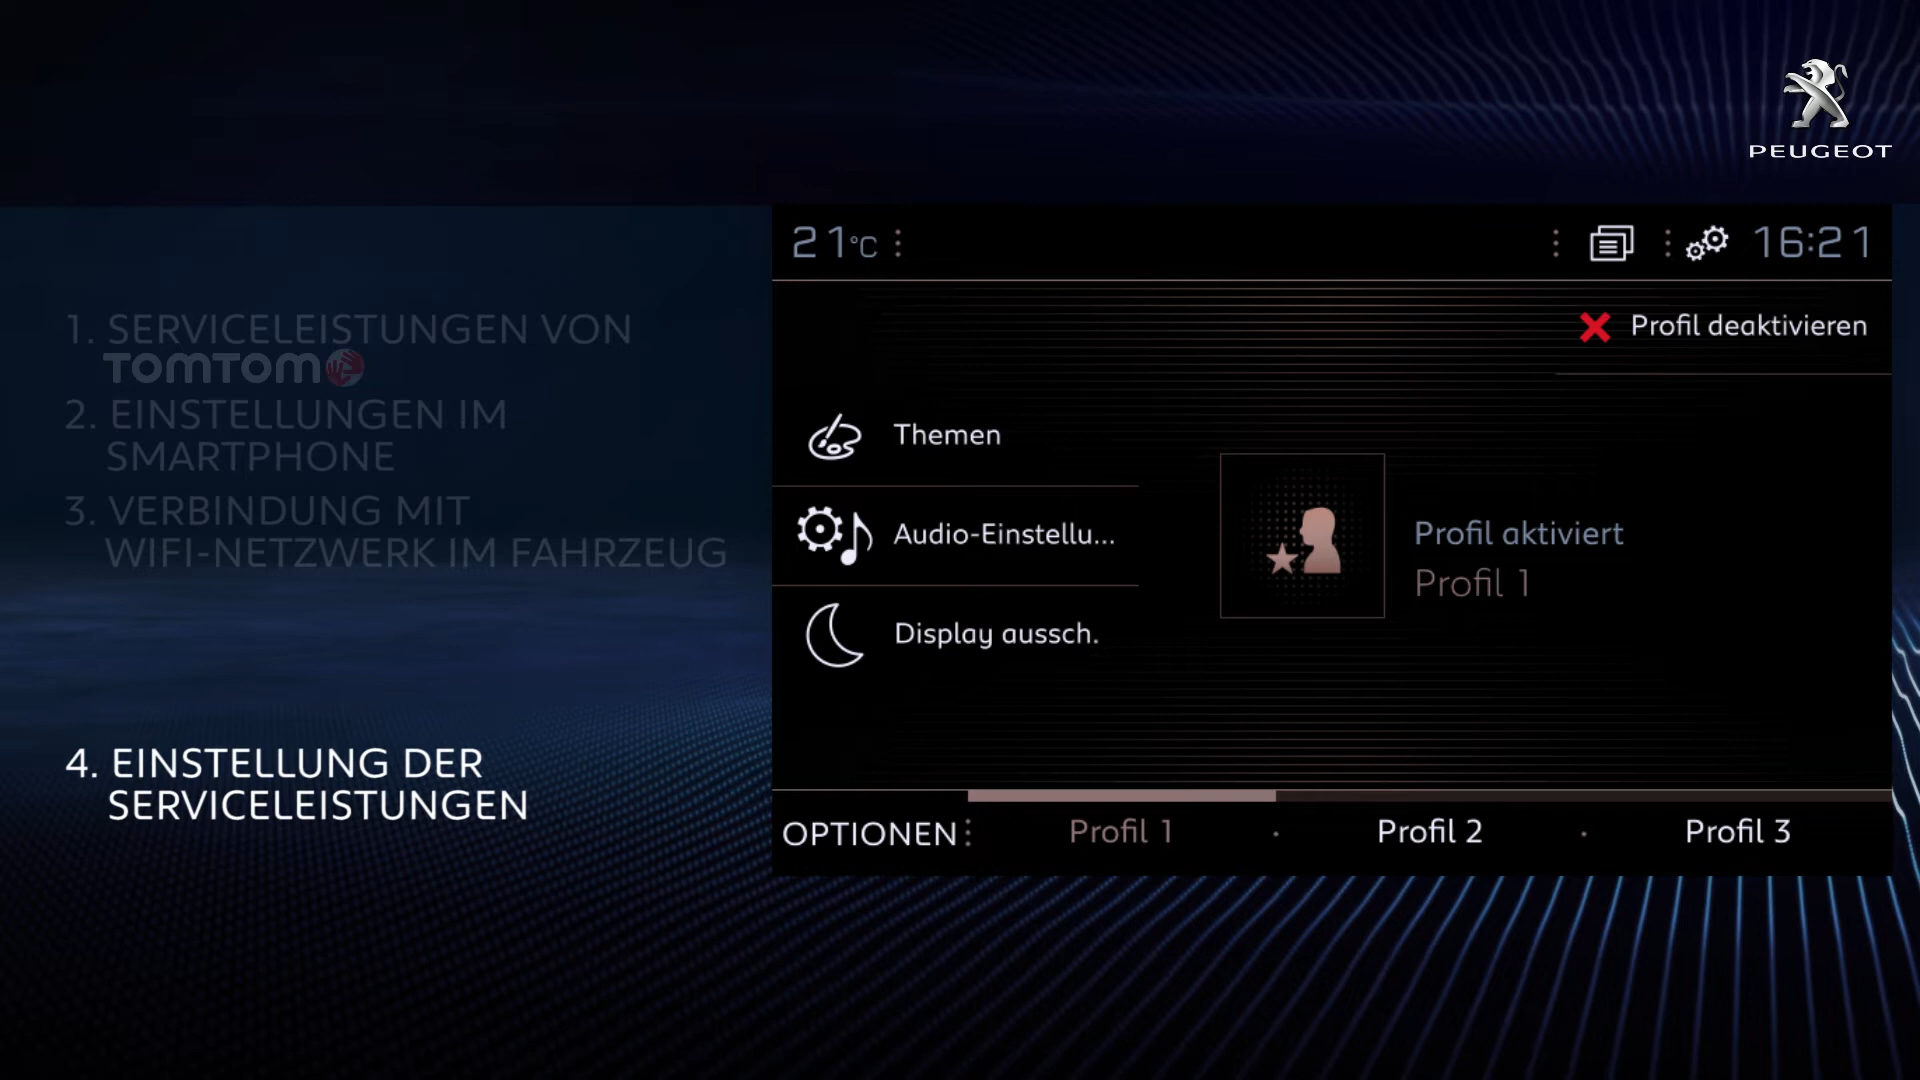 PEUGEOT
1. SERVICELEISTUNGEN VON
TOMTOM
2. EINSTELLUNGEN IM
SMARTPHONE
3. VERBINDUNG MIT
WIFI-NETZWERK IM FAHRZEUG
4. EINSTELLUNG DER
SERVICELEISTUNGEN
21°C
16:21
Profil deaktivieren
Themen
Audio-Einstellu...
Display aussch.
Profil aktiviert
Profil 1
OPTIONEN
Profil 1 · Profil 2 · Profil 3